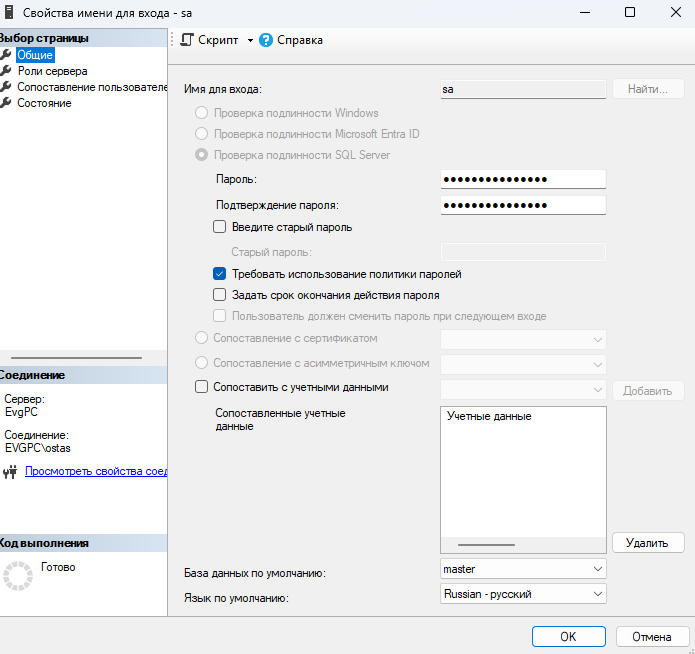 Свойства имени для входа - sa
Выбор страницы
Общие
Роли сервера
Сопоставление пользователе
Состояние
Скрипт
Справка
Имя для входа:
sa
Найти...
Проверка подлинности Windows
Проверка подлинности Microsoft Entra ID
Проверка подлинности SQL Server
Пароль:
●●●●●●●●●●●●●●●
Подтверждение пароля:
●●●●●●●●●●●●●●●
Введите старый пароль
Старый пароль:
Требовать использование политики паролей
Задать срок окончания действия пароля
Пользователь должен сменить пароль при следующем входе
Сопоставление с сертификатом
Сопоставление с асимметричным ключом
Сопоставить с учетными данными
Добавить
Сопоставленные учетные
данные
Учетные данные
Удалить
База данных по умолчанию:
master
Язык по умолчанию:
Russian - русский
Соединение
Сервер:
EvgPC
Соединение:
EVGPC\ostas
Просмотреть свойства соед
Ход выполнения
Готово
OK
Отмена